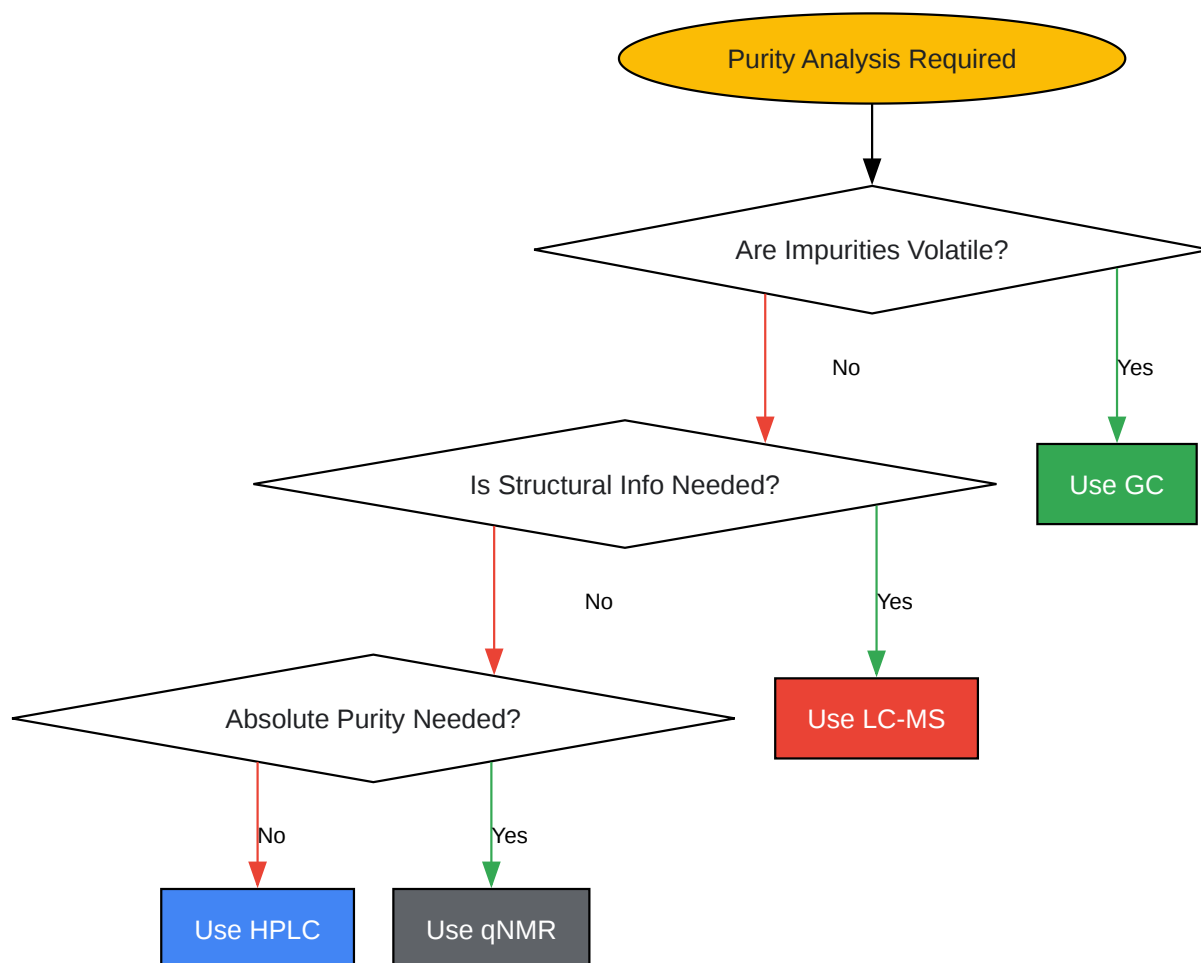 Purity Analysis Required
Are Impurities Volatile?
No
Yes
Is Structural Info Needed?
Use GC
No
Yes
Absolute Purity Needed?
Use LC-MS
No
Yes
Use HPLC
Use qNMR